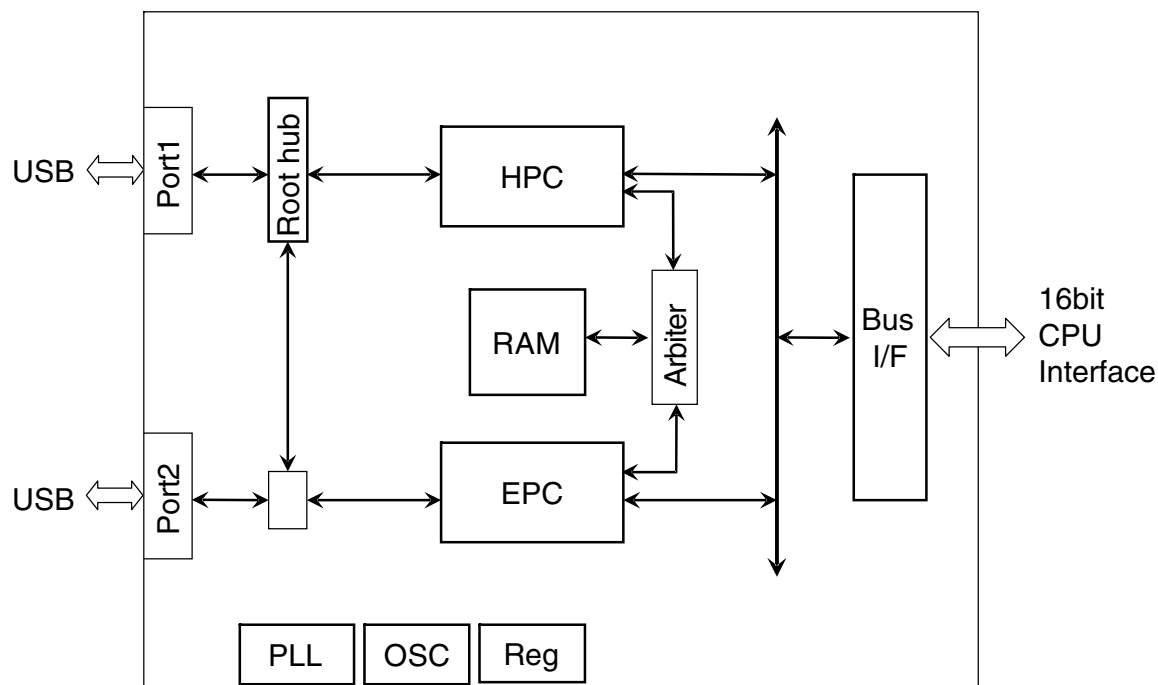 USB
Port1
Root hub
HPC
RAM
Arbiter
Bus
I/F
16bit
CPU
Interface
USB
Port2
EPC
PLL
OSC
Reg